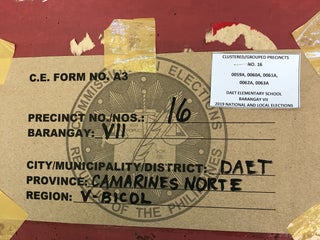 CLUSTERED/GROUPED PRECINCTS
NO. 16
0059A, 0060A, 0061A,
0062A, 0063A
DAET ELEMENTARY SCHOOL
BARANGAY VII
2019 NATIONAL AND LOCAL ELECTIONS
C.E. FORM NO. A3
COMMISSION ON ELECTIONS
PRECINCT NO./NOS.: 16
BARANGAY: VII
CITY/MUNICIPALITY/DISTRICT: DAET
PROVINCE: CAMARINES NORTE
REGION: V-BICOL
REPUBLIC OF THE PHILIPPINES